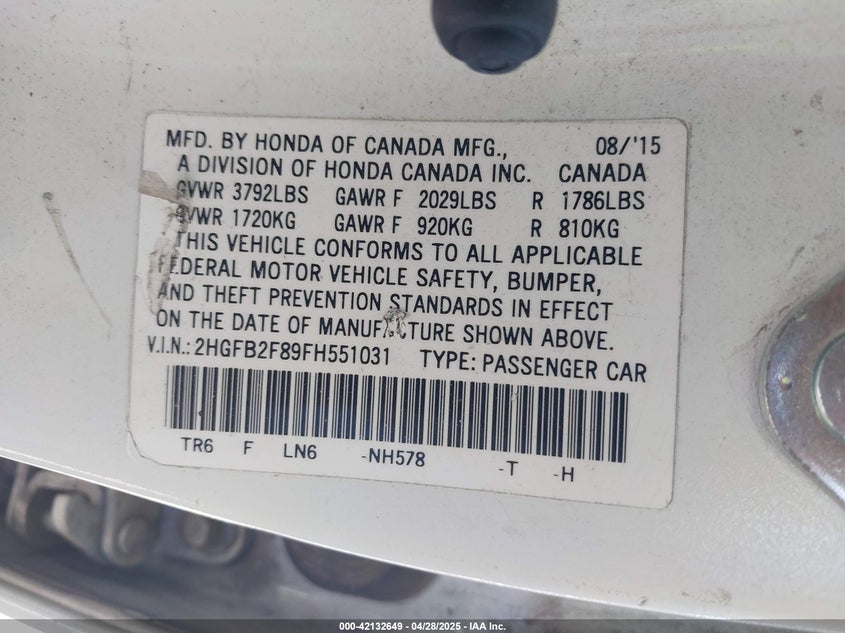 MFD. BY HONDA OF CANADA MFG., 08/'15
A DIVISION OF HONDA CANADA INC. CANADA
GVWR 3792LBS GAWR F 2029LBS R 1786LBS
GVWR 1720KG GAWR F 920KG R 810KG
THIS VEHICLE CONFORMS TO ALL APPLICABLE
FEDERAL MOTOR VEHICLE SAFETY, BUMPER,
AND THEFT PREVENTION STANDARDS IN EFFECT
ON THE DATE OF MANUFACTURE SHOWN ABOVE.
V.I.N.: 2HGFB2F89FH551031 TYPE: PASSENGER CAR
TR6 F LN6 -NH578 -T -H
000-42132649 | 04/28/2025 | IAA Inc.